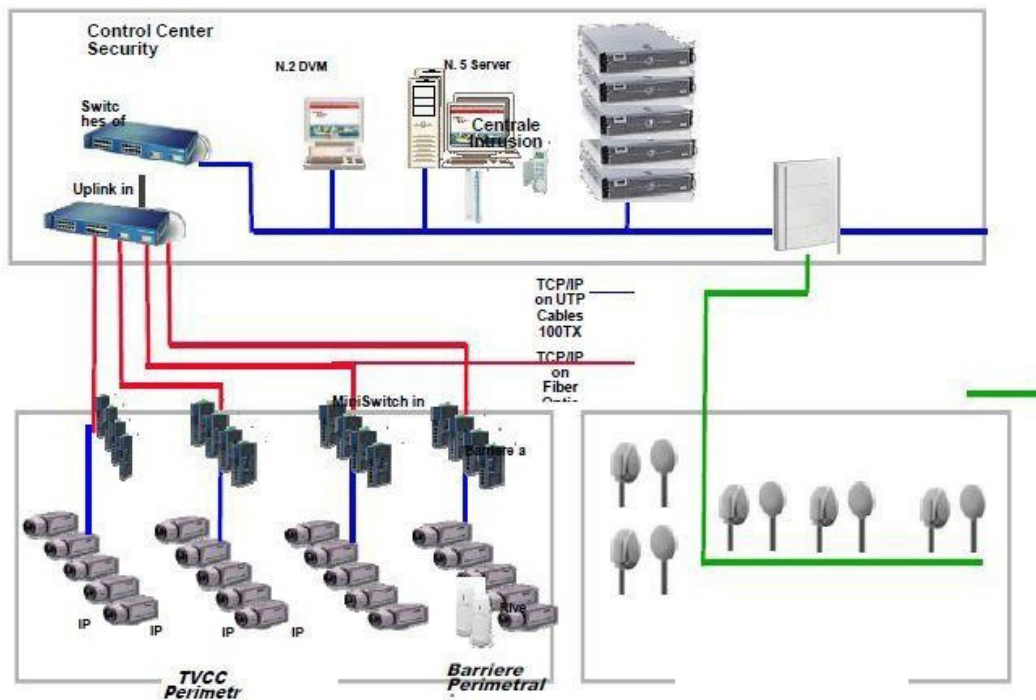 Control Center
Security
N.2 DVM
N. 5 Server
Switc
hes of
Centrale
Intrusion
Uplink in
TCP/IP
on UTP
Cables
100TX
TCP/IP
on
Fiber
Optic
MiniSwitch in
Barriere a
Rive
IP
IP
IP
IP
TVCC
Perimetr
Barriere
Perimetral